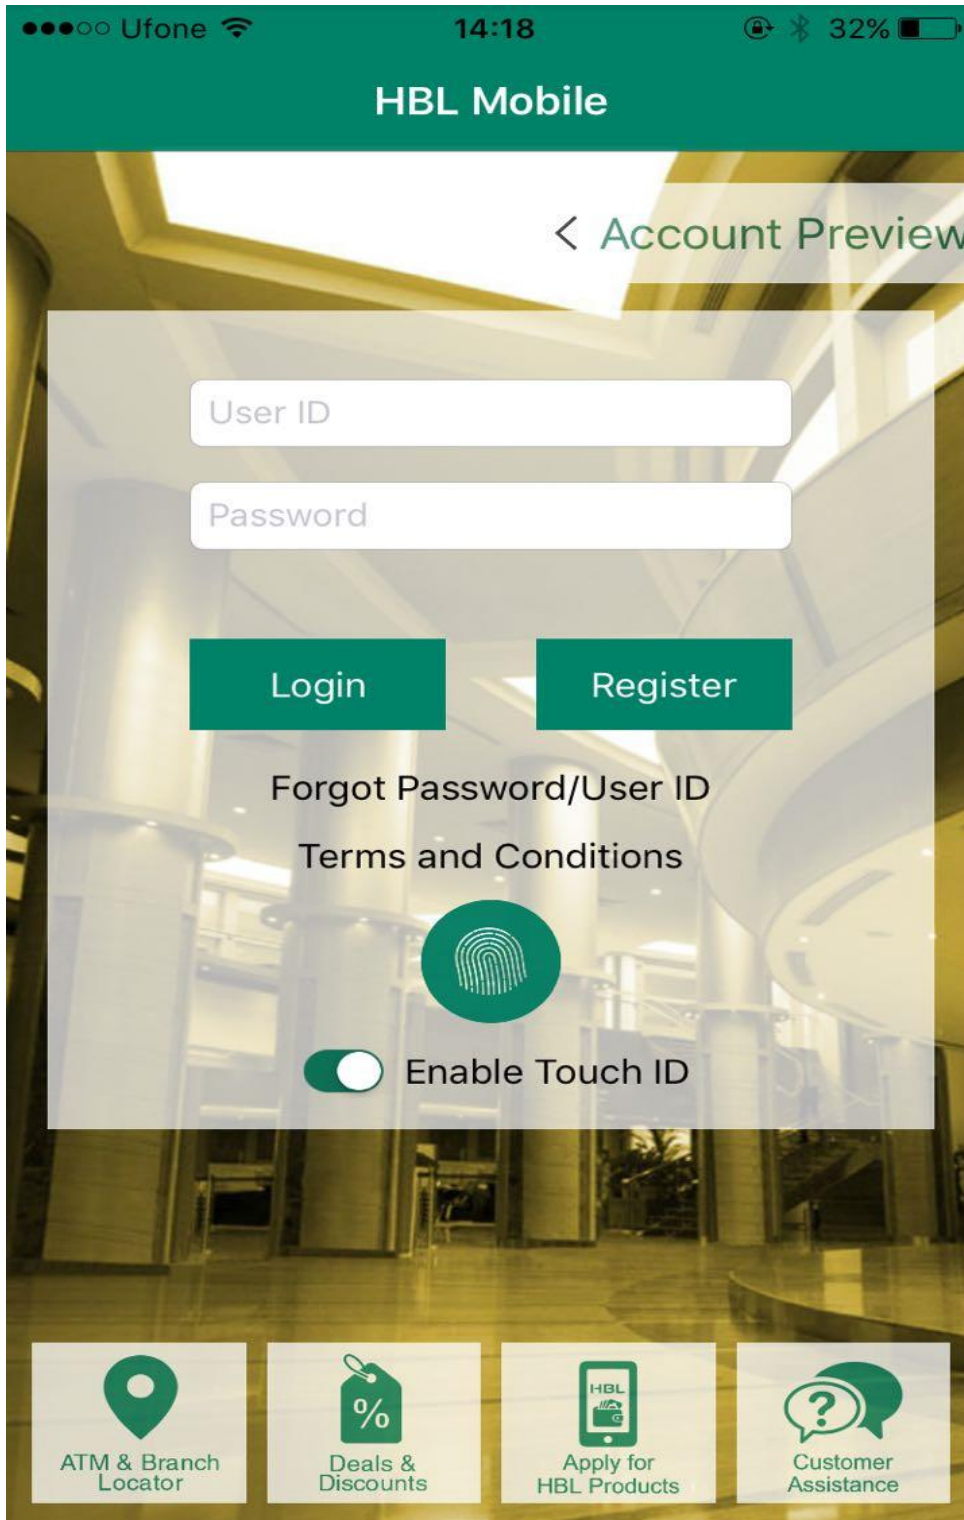 Ufone 14:18 32%
HBL Mobile
< Account Preview
User ID
Password
Login Register
Forgot Password/User ID
Terms and Conditions
Enable Touch ID
ATM & Branch
Locator
%
Deals &
Discounts
HBL
Apply for
HBL Products
?
Customer
Assistance